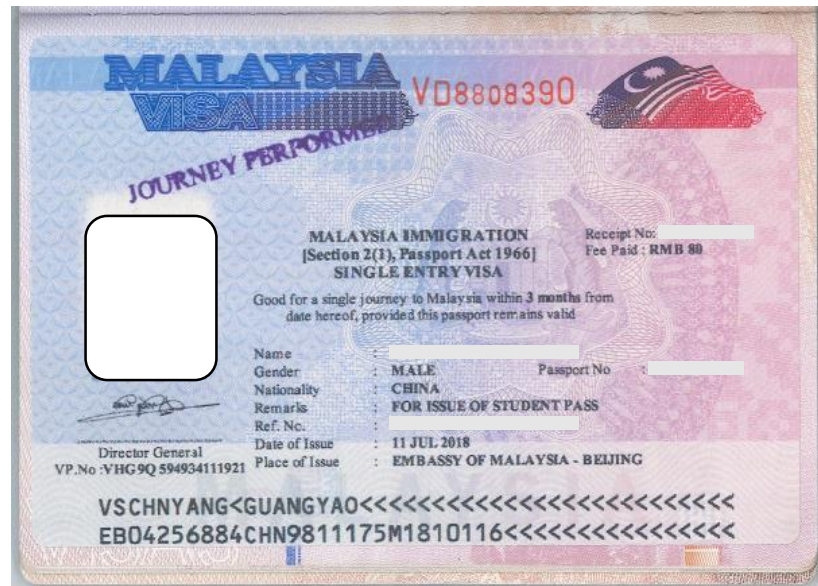 MALAYSIA
VISA
VD8808390
JOURNEY PERFORMED
MALAYSIA IMMIGRATION
[Section 2(1), Passport Act 1966]
SINGLE ENTRY VISA
Receipt No:
Fee Paid : RMB 80
Good for a single journey to Malaysia within 3 months from
date hereof, provided this passport remains valid
Name :
Gender : MALE Passport No :
Nationality : CHINA
Remarks : FOR ISSUE OF STUDENT PASS
Ref. No. :
Date of Issue : 11 JUL 2018
Place of Issue : EMBASSY OF MALAYSIA - BEIJING
Director General
VP.No :VHG9Q 594934111921
VSCHNYANG<GUANGYAO<<<<<<<<<<<<<<<<<<<<<<<<<<
EB04256884CHN9811175M1810116<<<<<<<<<<<<<<<<